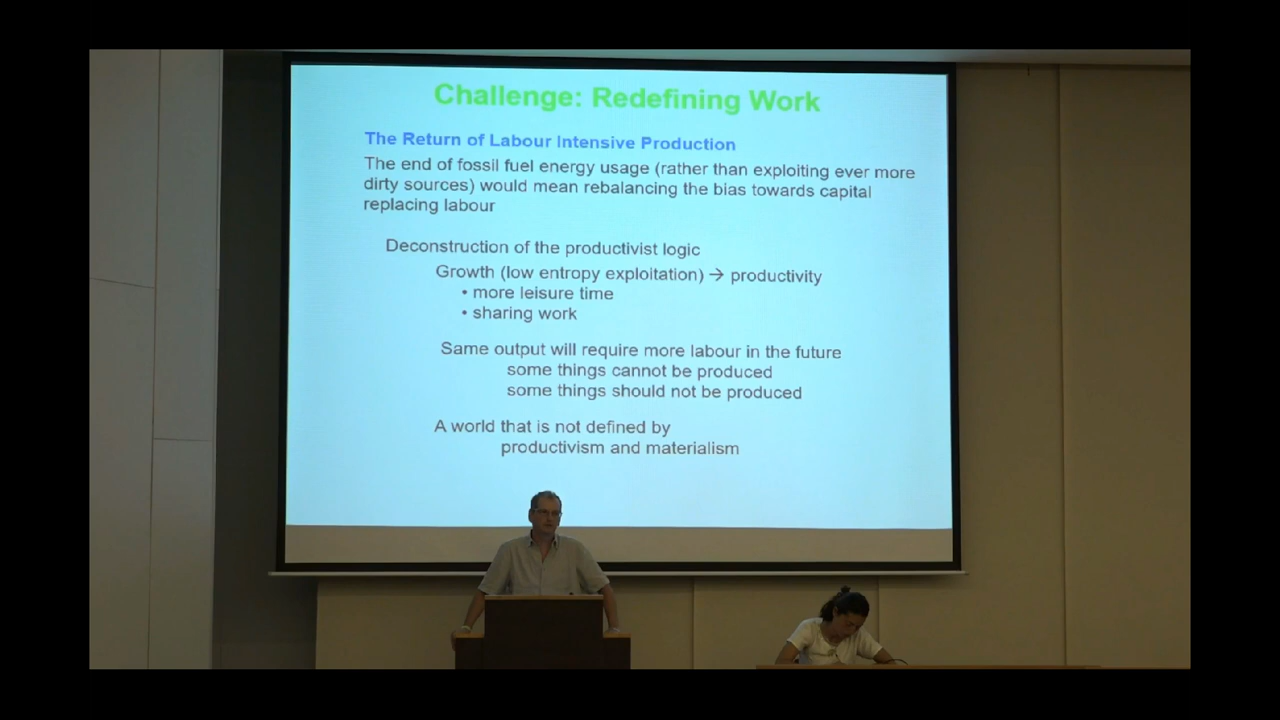 Challenge: Redefining Work
The Return of Labour Intensive Production
The end of fossil fuel energy usage (rather than exploiting ever more
dirty sources) would mean rebalancing the bias towards capital
replacing labour
Deconstruction of the productivist logic
Growth (low entropy exploitation) → productivity
• more leisure time
• sharing work
Same output will require more labour in the future
some things cannot be produced
some things should not be produced
A world that is not defined by
productivism and materialism